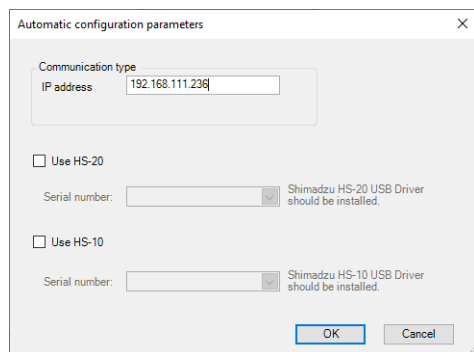 Automatic configuration parameters
Communication type
IP address 192.168.111.236
Use HS-20
Serial number: Shimadzu HS-20 USB Driver
should be installed.
Use HS-10
Serial number: Shimadzu HS-10 USB Driver
should be installed.
OK Cancel